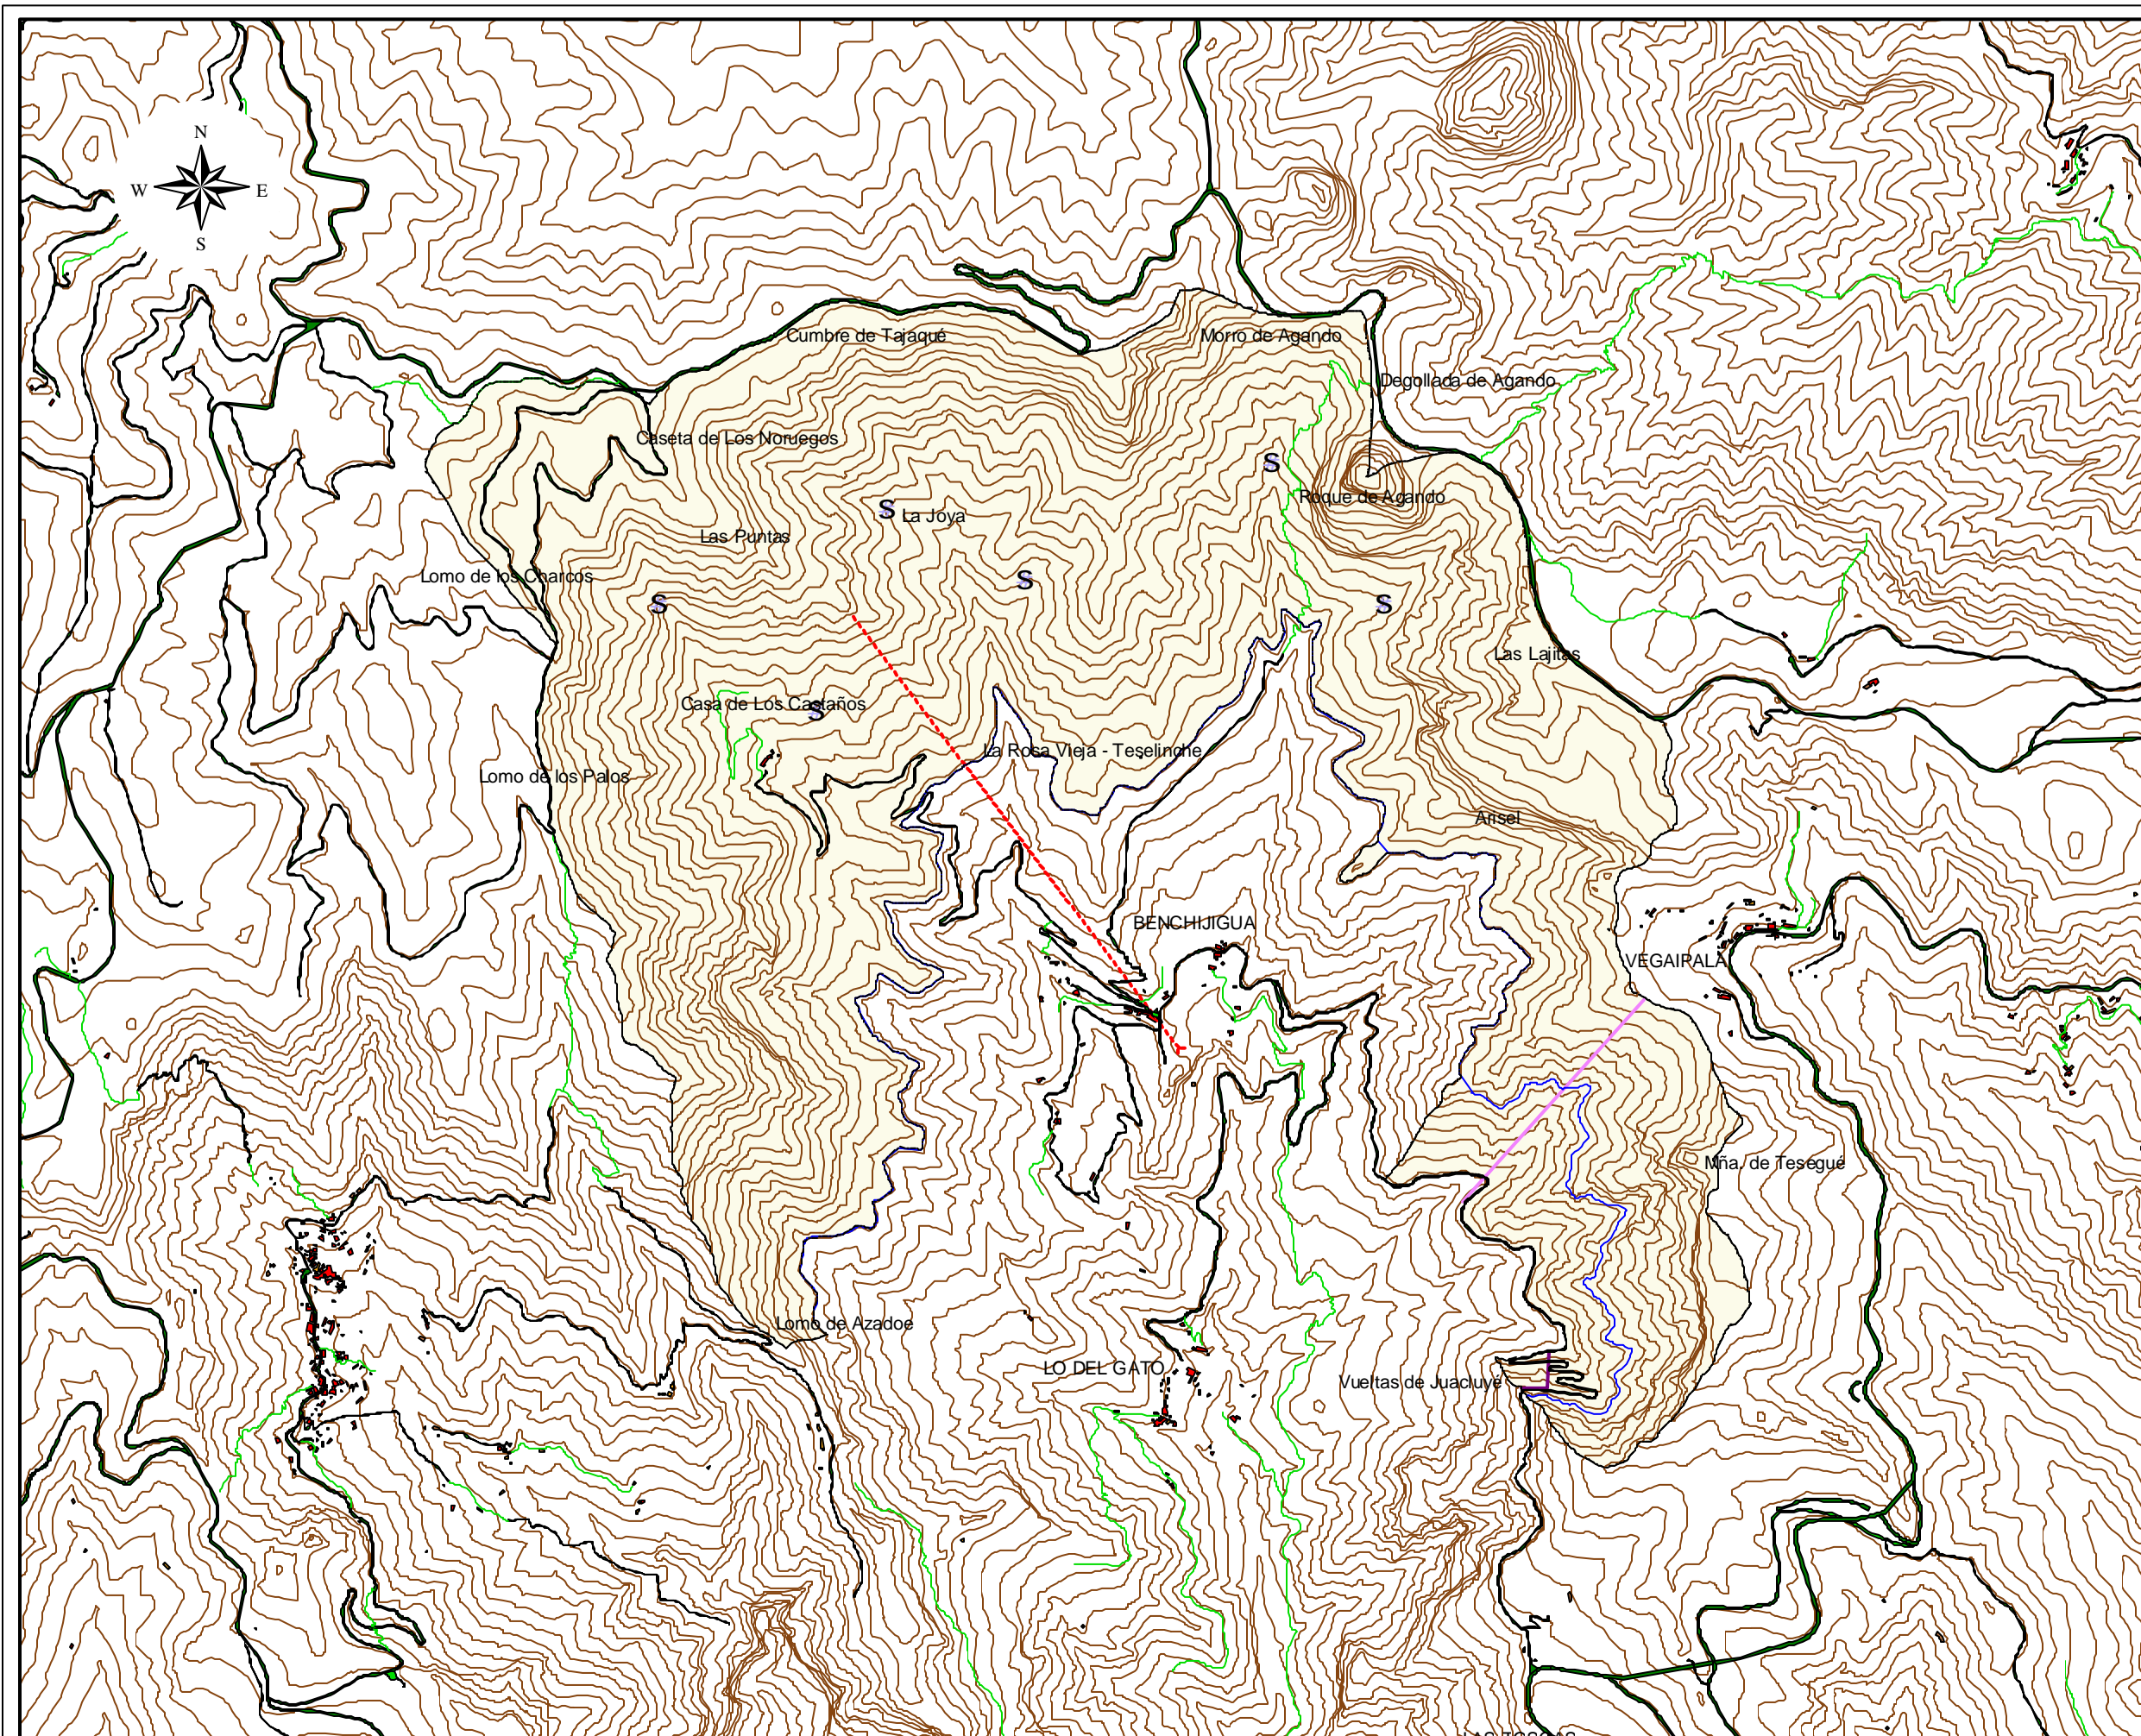 N
W E
S
Cumbre de Tajaqué
Morro de Agando
Degollada de Agando
Caseta de Los Noruegos
S
Roque de Agando
S La Joya
Las Puntas
Lomo de los Charcos
S
S
S
Las Lajitas
Casa de Los Castaños
S
La Rosa Vieja - Teselinche
Lomo de los Palos
Arisel
BENCHIJIGUA
VEGAIPALA
Mña. de Tesegué
Lomo de Azadoe
LO DEL GATO
Vueltas de Juacluye